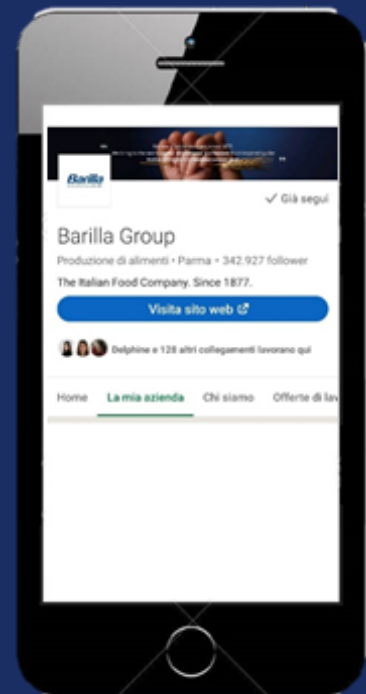 Barilla
✓ Già segui
Barilla Group
Produzione di alimenti • Parma • 342.927 follower
The Italian Food Company. Since 1877.
Visita sito web
Delphine e 128 altri collegamenti lavorano qui
Home La mia azienda Chi siamo Offerte di lav